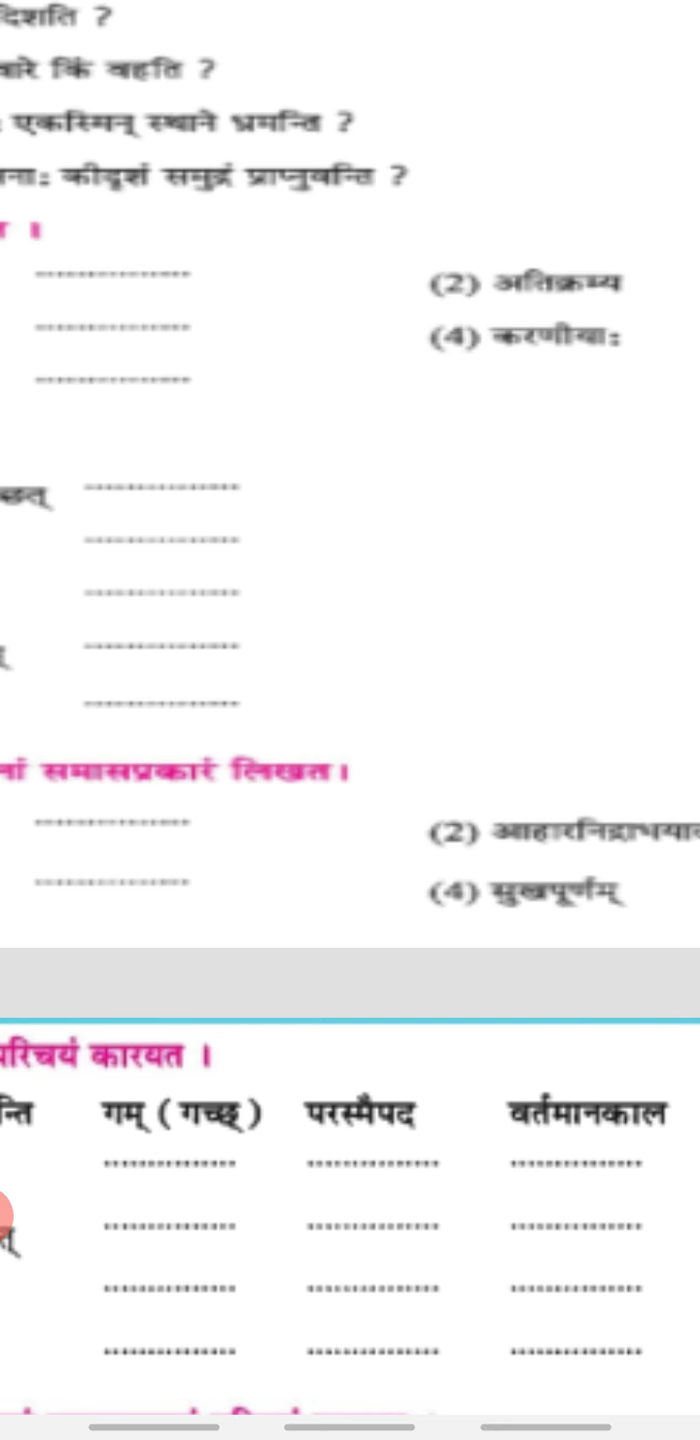 दिशति ?
वारे किं वहति ?
: एकस्मिन् स्थाने भ्रमन्ति ?
नाः कीदृशं समुद्रं प्राप्नुवन्ति ?
।
---------------- (2) अतिक्रम्य
---------------- (4) करणीयाः
----------------
च्छत् ----------------
----------------
----------------
----------------
----------------
नां समासप्रकारं लिखत।
---------------- (2) आहारनिद्राभया
---------------- (4) सुखपूर्णम्
परिचयं कारयत ।
न्ति गम् ( गच्छ् ) परस्मैपद वर्तमानकाल
............... ............... ...............
त् ............... ............... ...............
............... ............... ...............
............... ............... ...............